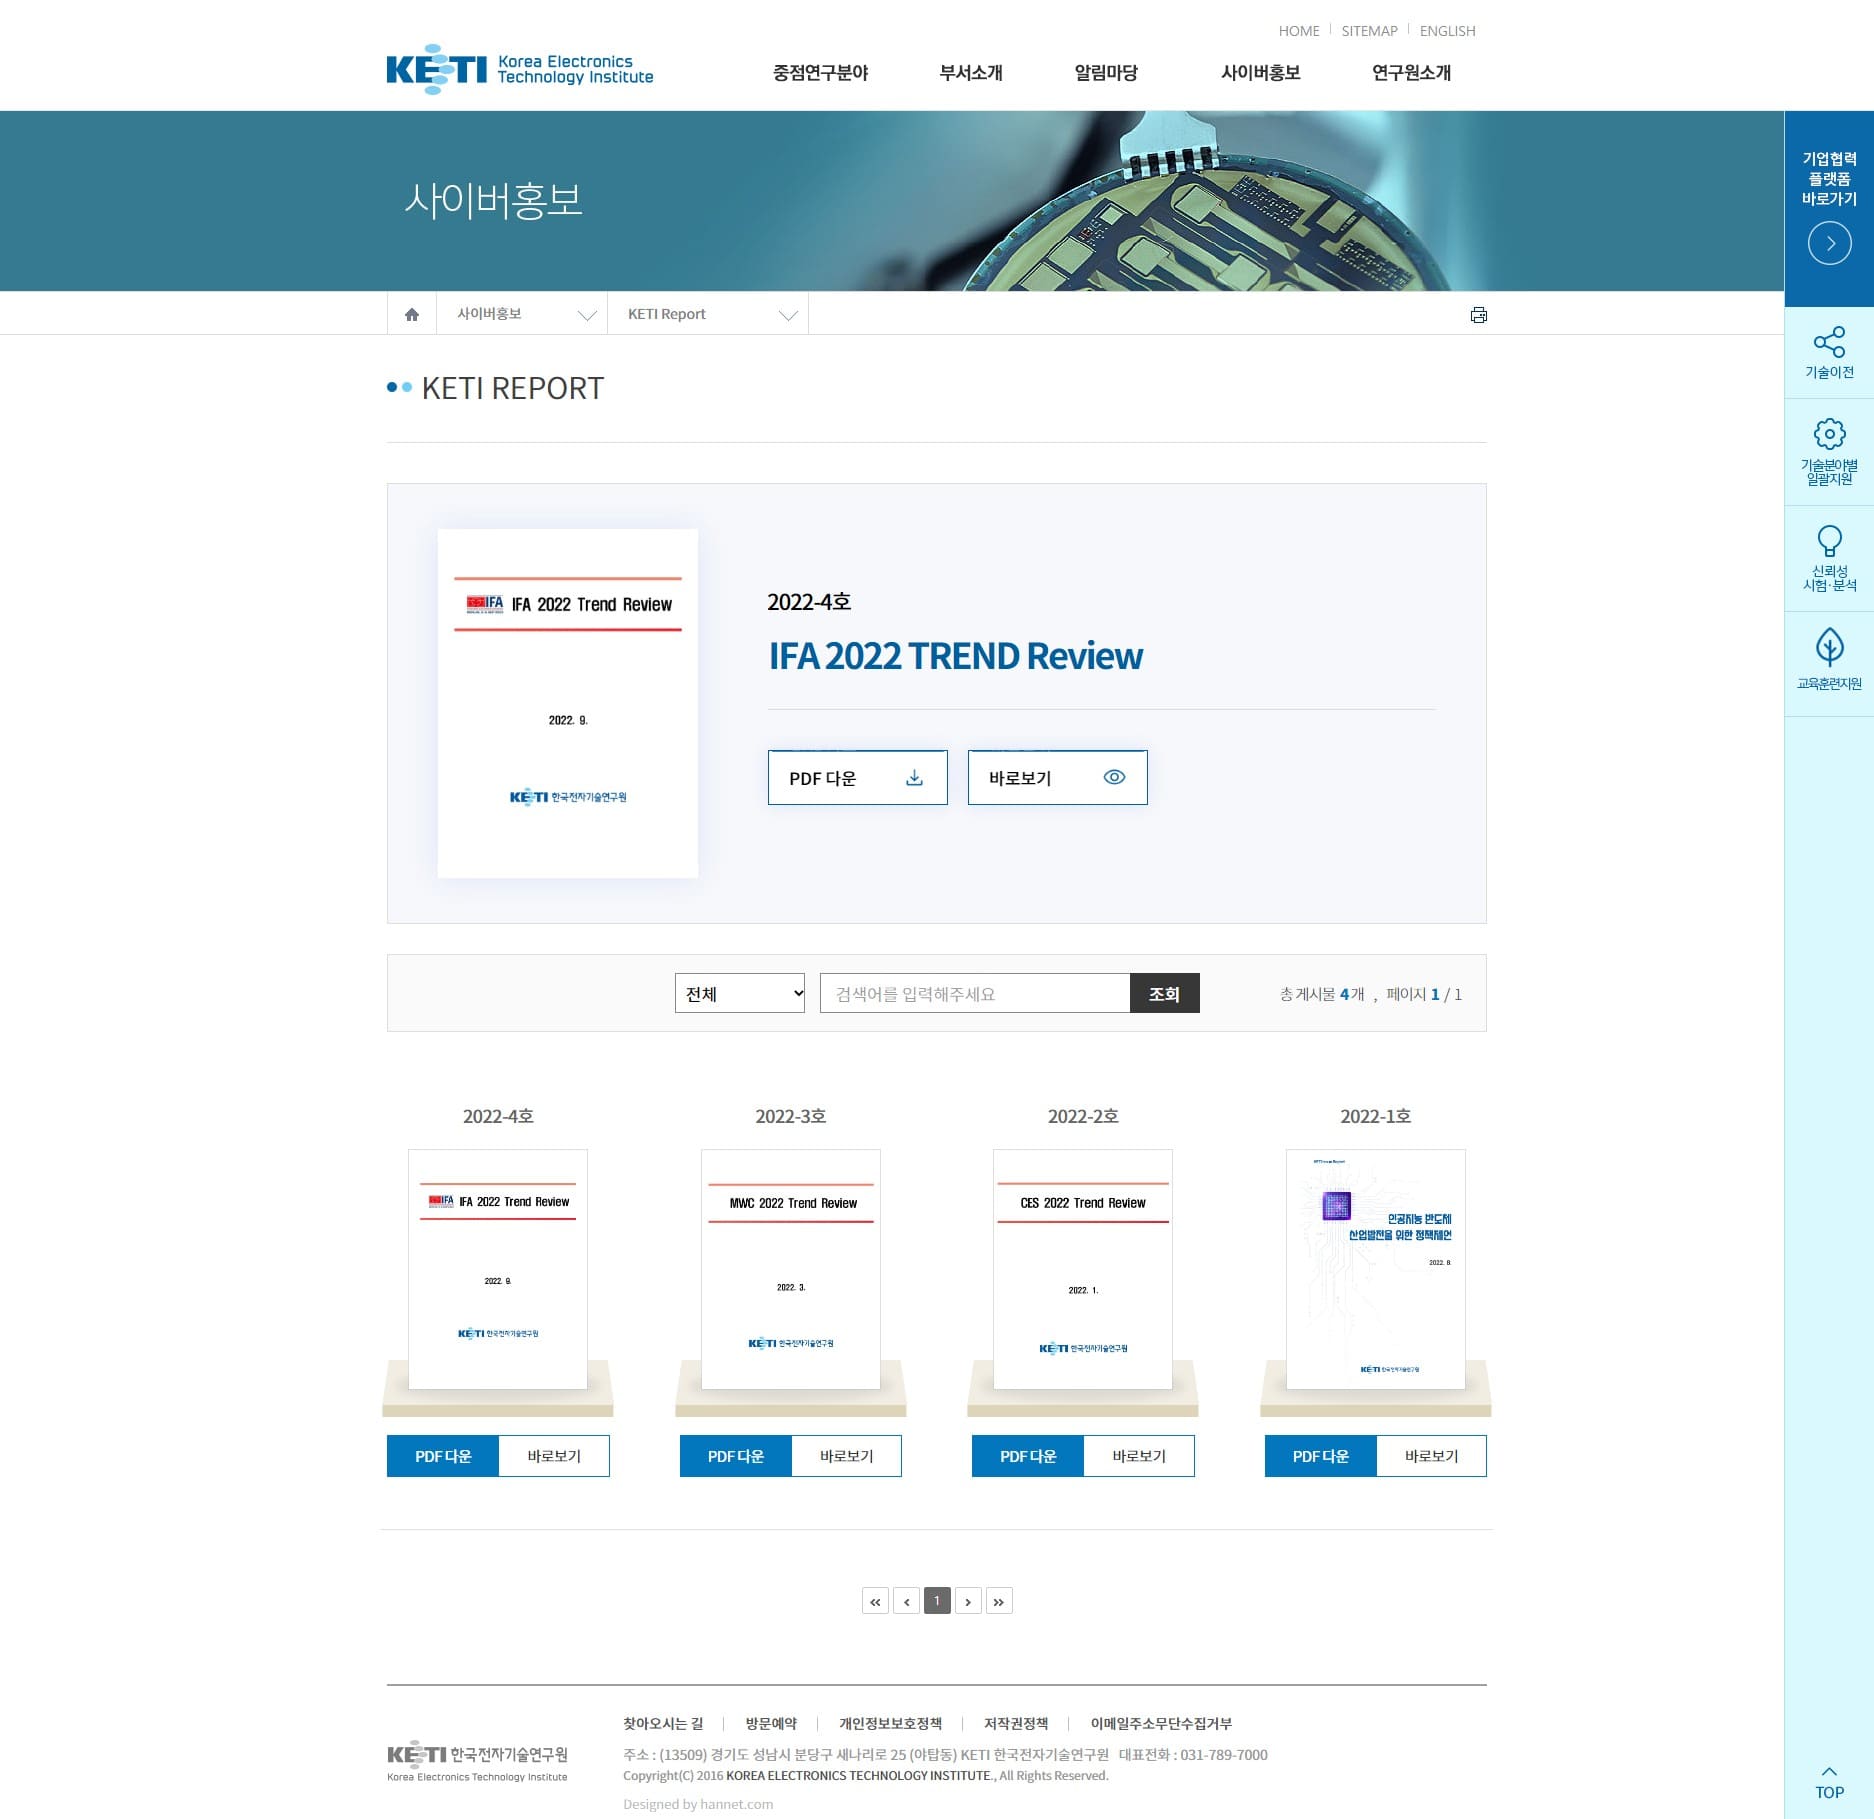 HOME
SITEMAP
ENGLISH
KETI Korea Electronics
Technology Institute
중점연구분야
부서소개
알림마당
사이버홍보
연구원소개
사이버홍보
기업협력
플랫폼
바로가기
사이버홍보
KETI Report
기술이전
기술분야별
일괄지원
신뢰성
시험·분석
교육훈련지원
KETI REPORT
IFA IFA 2022 Trend Review
2022. 9.
KETI 한국전자기술연구원
2022-4호
IFA 2022 TREND Review
PDF 다운
바로보기
전체
검색어를 입력해주세요
조회
총 게시물 4개 , 페이지 1 / 1
2022-4호
IFA IFA 2022 Trend Review
2022. 9.
KETI 한국전자기술연구원
PDF 다운
바로보기
2022-3호
MWC 2022 Trend Review
2022. 3.
KETI 한국전자기술연구원
PDF 다운
바로보기
2022-2호
CES 2022 Trend Review
2022. 1.
KETI 한국전자기술연구원
PDF 다운
바로보기
2022-1호
인공지능 반도체
산업발전을 위한 정책제언
2022. 8.
KETI 한국전자기술연구원
PDF 다운
바로보기
1
찾아오시는 길
방문예약
개인정보보호정책
저작권정책
이메일주소무단수집거부
KETI 한국전자기술연구원
Korea Electronics Technology Institute
주소 : (13509) 경기도 성남시 분당구 새나리로 25 (야탑동) KETI 한국전자기술연구원 대표전화 : 031-789-7000
Copyright(C) 2016 KOREA ELECTRONICS TECHNOLOGY INSTITUTE., All Rights Reserved.
Designed by hannet.com
TOP